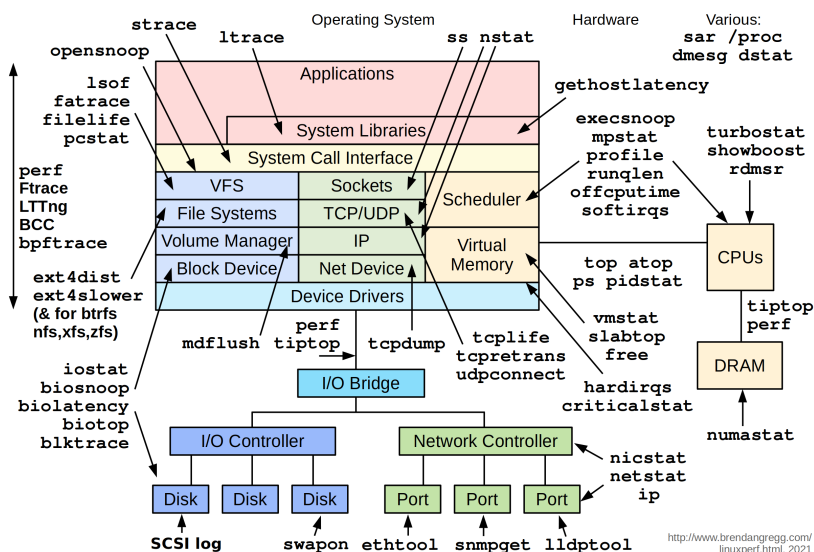 Operating System
Hardware
Various:
sar /proc
dmesg dstat
strace
opensnoop
ltrace
ss nstat
gethostlatency
lsof
fatrace
filelife
pcstat
perf
Ftrace
LTTng
BCC
bpftrace
ext4dist
ext4slower
(& for btrfs
nfs,xfs,zfs)
Applications
System Libraries
System Call Interface
VFS
Sockets
Scheduler
File Systems
TCP/UDP
Volume Manager
IP
Virtual
Memory
Block Device
Net Device
Device Drivers
execsnoop
mpstat
profile
runqlen
offcputime
softirqs
turbostat
showboost
rdmsr
CPUs
top atop
ps pidstat
tiptop
perf
vmstat
slabtop
free
DRAM
hardirqs
criticalstat
numastat
mdflush
perf
tiptop
tcpdump
tcplife
tcpretrans
udpconnect
iostat
biosnoop
biolatency
biotop
blktrace
I/O Bridge
I/O Controller
Network Controller
nicstat
netstat
ip
Disk
Disk
Disk
Port
Port
Port
SCSI log
swapon
ethtool
snmpget
lldptool
http://www.brendangregg.com/
linuxperf.html, 2021